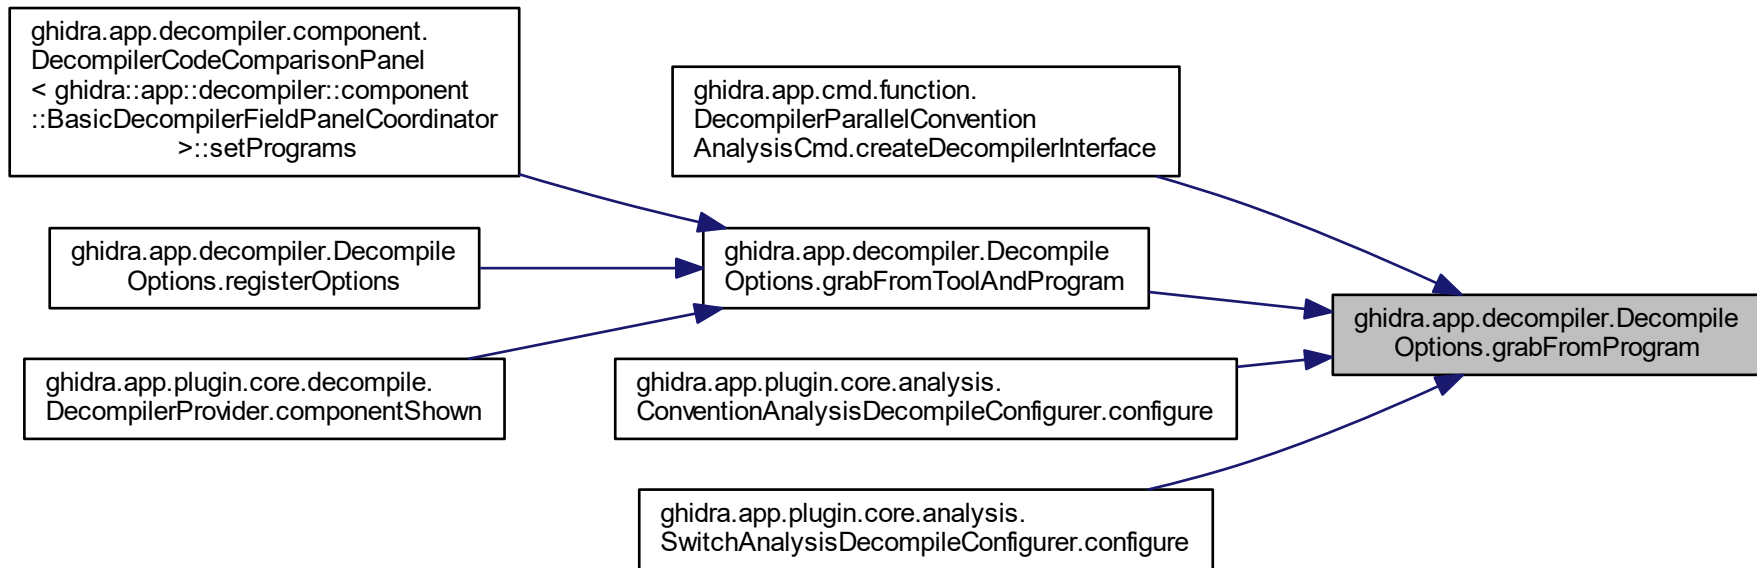 ghidra.app.decompiler.component.
DecompilerCodeComparisonPanel
< ghidra::app::decompiler::component
::BasicDecompilerFieldPanelCoordinator
>::setPrograms
ghidra.app.decompiler.Decompile
Options.registerOptions
ghidra.app.plugin.core.decompile.
DecompilerProvider.componentShown
ghidra.app.cmd.function.
DecompilerParallelConvention
AnalysisCmd.createDecompilerInterface
ghidra.app.decompiler.Decompile
Options.grabFromToolAndProgram
ghidra.app.plugin.core.analysis.
ConventionAnalysisDecompileConfigurer.configure
ghidra.app.plugin.core.analysis.
SwitchAnalysisDecompileConfigurer.configure
ghidra.app.decompiler.Decompile
Options.grabFromProgram